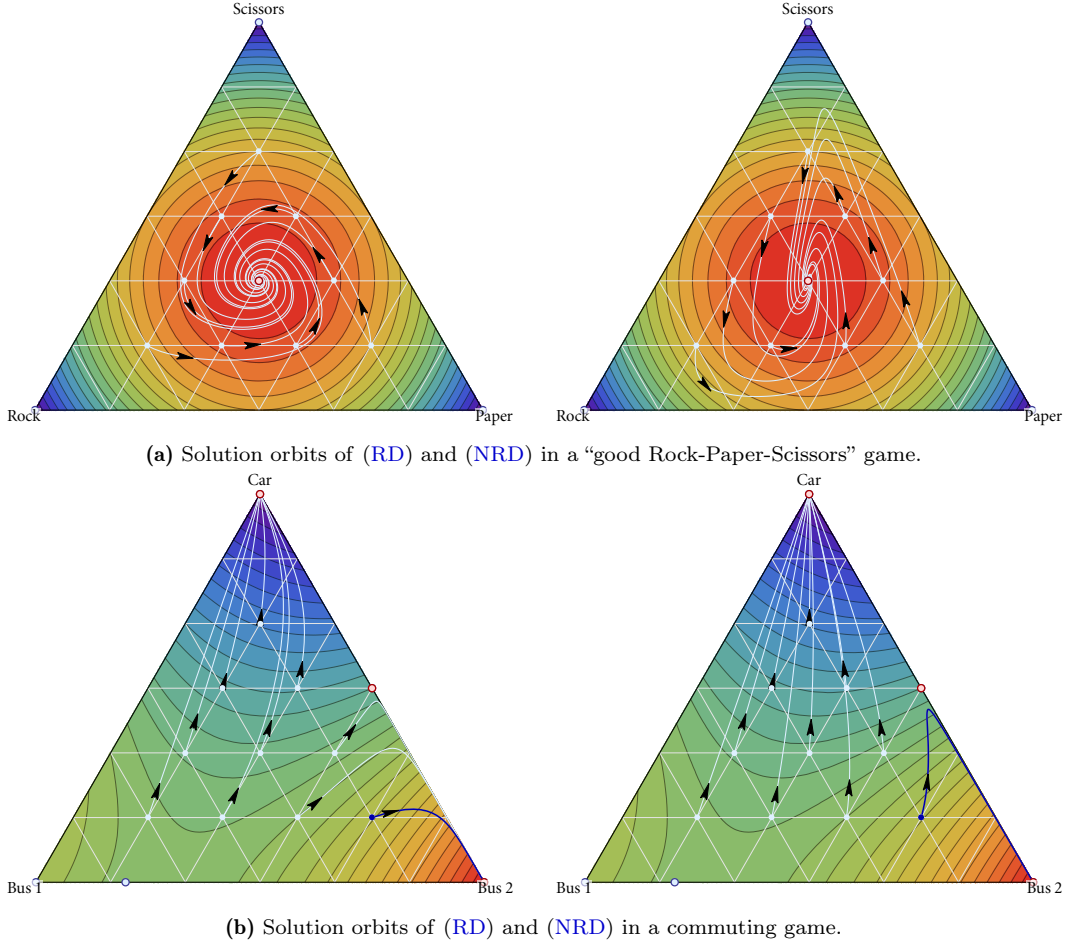 Scissors Scissors
Rock Paper Rock Paper
(a) Solution orbits of (RD) and (NRD) in a “good Rock-Paper-Scissors” game.
Car Car
Bus 1 Bus 2 Bus 1 Bus 2
(b) Solution orbits of (RD) and (NRD) in a commuting game.